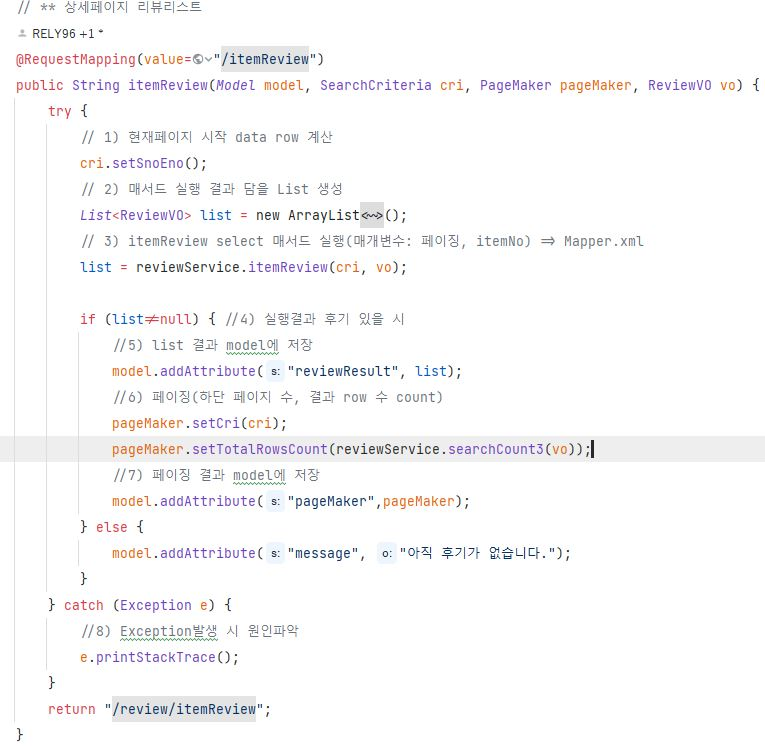 // ** 상세페이지 리뷰리스트
RELY96 +1 *
@RequestMapping(value="/itemReview")
public String itemReview(Model model, SearchCriteria cri, PageMaker pageMaker, ReviewVO vo) {
try {
// 1) 현재페이지 시작 data row 계산
cri.setSnoEno();
// 2) 매서드 실행 결과 담을 List 생성
List<ReviewVO> list = new ArrayList<~>();
// 3) itemReview select 매서드 실행(매개변수: 페이징, itemNo) => Mapper.xml
list = reviewService.itemReview(cri, vo);
if (list!=null) { //4) 실행결과 후기 있을 시
//5) list 결과 model에 저장
model.addAttribute( s: "reviewResult", list);
//6) 페이징(하단 페이지 수, 결과 row 수 count)
pageMaker.setCri(cri);
pageMaker.setTotalRowsCount(reviewService.searchCount3(vo));
//7) 페이징 결과 model에 저장
model.addAttribute( s: "pageMaker",pageMaker);
} else {
model.addAttribute( s: "message", o: "아직 후기가 없습니다.");
}
} catch (Exception e) {
//8) Exception발생 시 원인파악
e.printStackTrace();
}
return "/review/itemReview";
}